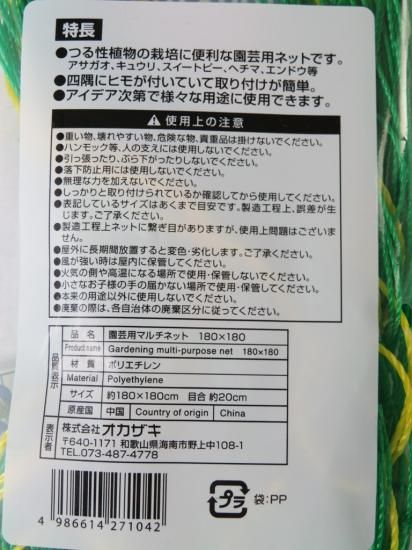 特長
●つる性植物の栽培に便利な園芸用ネットです。
アサガオ、キュウリ、スイートピー、ヘチマ、エンドウ等
●四隅にヒモが付いていて取り付けが簡単。
●アイデア次第で様々な用途に使用できます。
⚠使用上の注意
●重い物、壊れやすい物、危険な物、貴重品は掛けないでください。
●ハンモック等、人の支えには使用しないでください。
●引っ張ったり、ぶら下がったりしないでください。
●落下防止用には使用しないでください。
●無理な力を加えないでください。
●しっかりと取り付けられているか確認してから使用してください。
●表記しているサイズはあくまで目安です。製造工程上、誤差が生
じます。ご了承ください。
●製造工程上ネットに繋ぎ目がありますが、使用上問題はございま
せん。
●屋外に長期間放置すると変色・劣化します。ご了承ください。
●風が強い時は屋内に保管してください。
●火気の側や高温になる場所で使用・保管しないでください。
●小さなお子様の手の届かない場所で使用・保管してください。
●本来の用途以外に使用しないでください。
●廃棄の際は、各自治体の廃棄区分に従ってください。
品質表示
品名 園芸用マルチネット 180×180
Product name Gardening multi-purpose net 180×180
材質 ポリエチレン
Material Polyethylene
サイズ 約180×180cm 目合 約20cm
原産国 中国 Country of origin China
表示者 株式会社オカザキ
〒640-1171 和歌山県海南市野上中108-1
TEL.073-487-4778
プラ 袋:PP
4 986614 271042